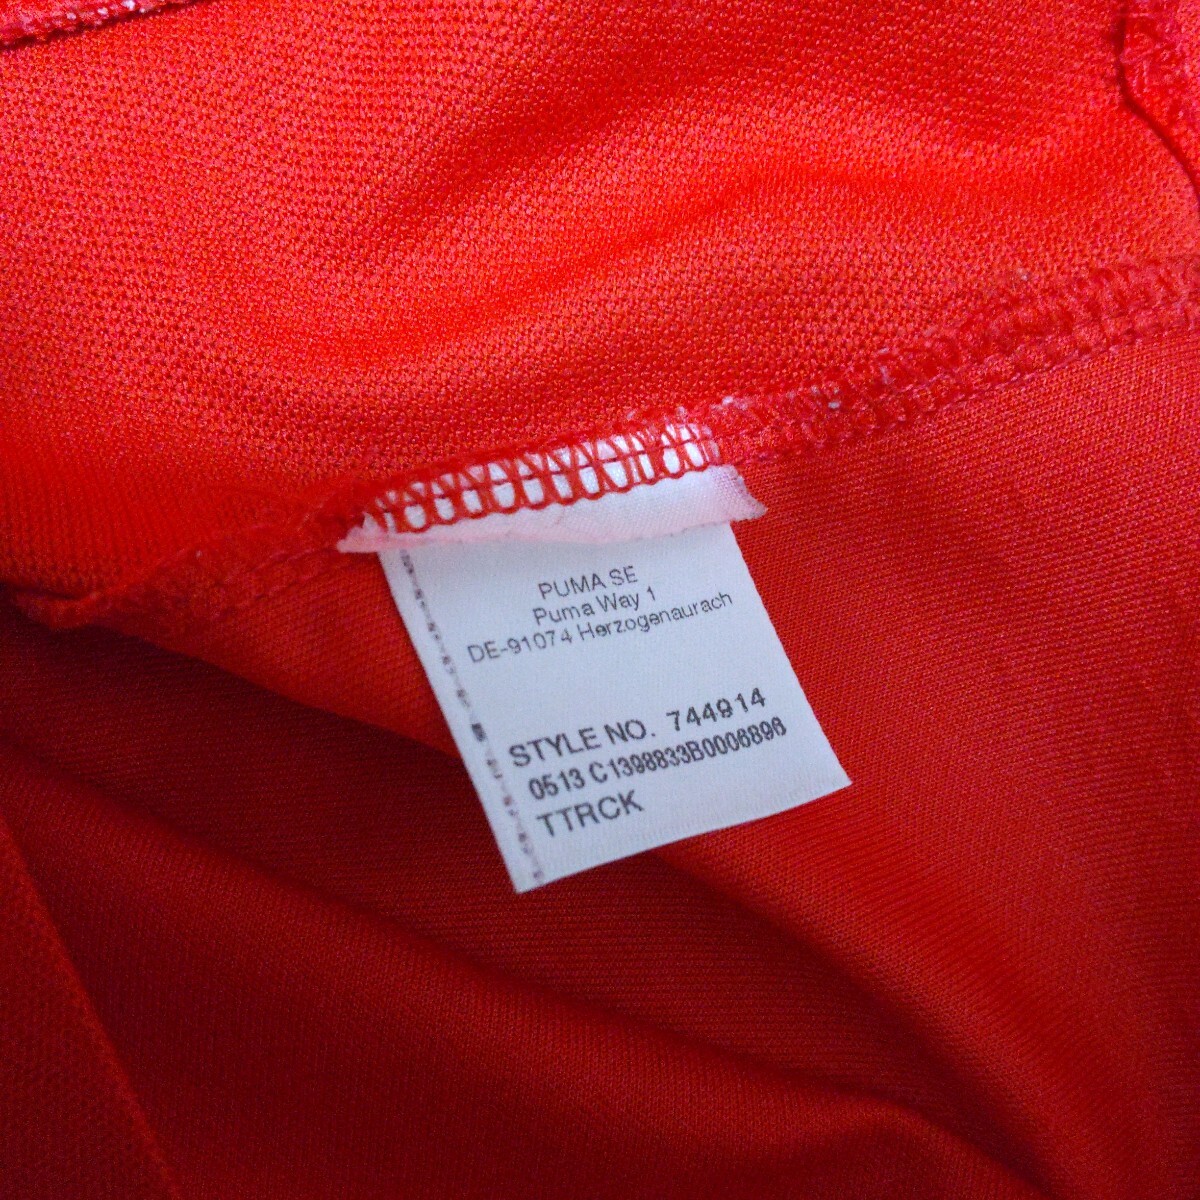 PUMA SE
Puma Way 1
DE-91074 Herzogenaurach
STYLE NO. 744914
0513 C1398833B0006896
TTRCK